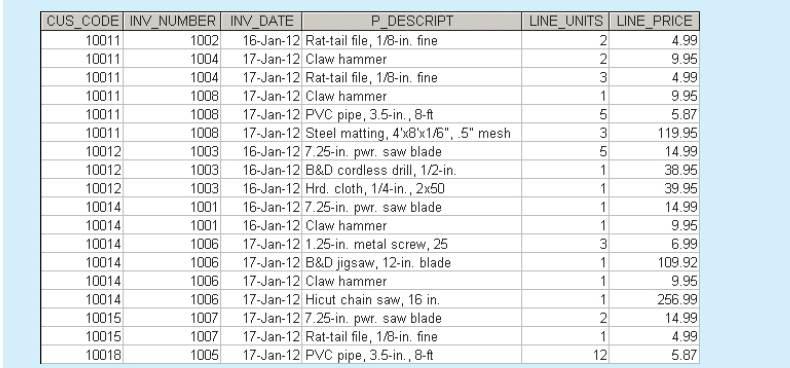 CUS_CODE INV_NUMBER INV_DATE P_DESCRIPT LINE_UNITS LINE_PRICE
10011 1002 16-Jan-12 Rat-tail file, 1/8-in. fine 2 4.99
10011 1004 17-Jan-12 Claw hammer 2 9.95
10011 1004 17-Jan-12 Rat-tail file, 1/8-in. fine 3 4.99
10011 1008 17-Jan-12 Claw hammer 1 9.95
10011 1008 17-Jan-12 PVC pipe, 3.5-in., 8-ft 5 5.87
10011 1008 17-Jan-12 Steel matting, 4'x8'x1/6", .5" mesh 3 119.95
10012 1003 16-Jan-12 7.25-in. pwr. saw blade 5 14.99
10012 1003 16-Jan-12 B&D cordless drill, 1/2-in. 1 38.95
10012 1003 16-Jan-12 Hrd. cloth, 1/4-in., 2x50 1 39.95
10014 1001 16-Jan-12 7.25-in. pwr. saw blade 1 14.99
10014 1001 16-Jan-12 Claw hammer 1 9.95
10014 1006 17-Jan-12 1.25-in. metal screw, 25 3 6.99
10014 1006 17-Jan-12 B&D jigsaw, 12-in. blade 1 109.92
10014 1006 17-Jan-12 Claw hammer 1 9.95
10014 1006 17-Jan-12 Hicut chain saw, 16 in. 1 256.99
10015 1007 17-Jan-12 7.25-in. pwr. saw blade 2 14.99
10015 1007 17-Jan-12 Rat-tail file, 1/8-in. fine 1 4.99
10018 1005 17-Jan-12 PVC pipe, 3.5-in., 8-ft 12 5.87